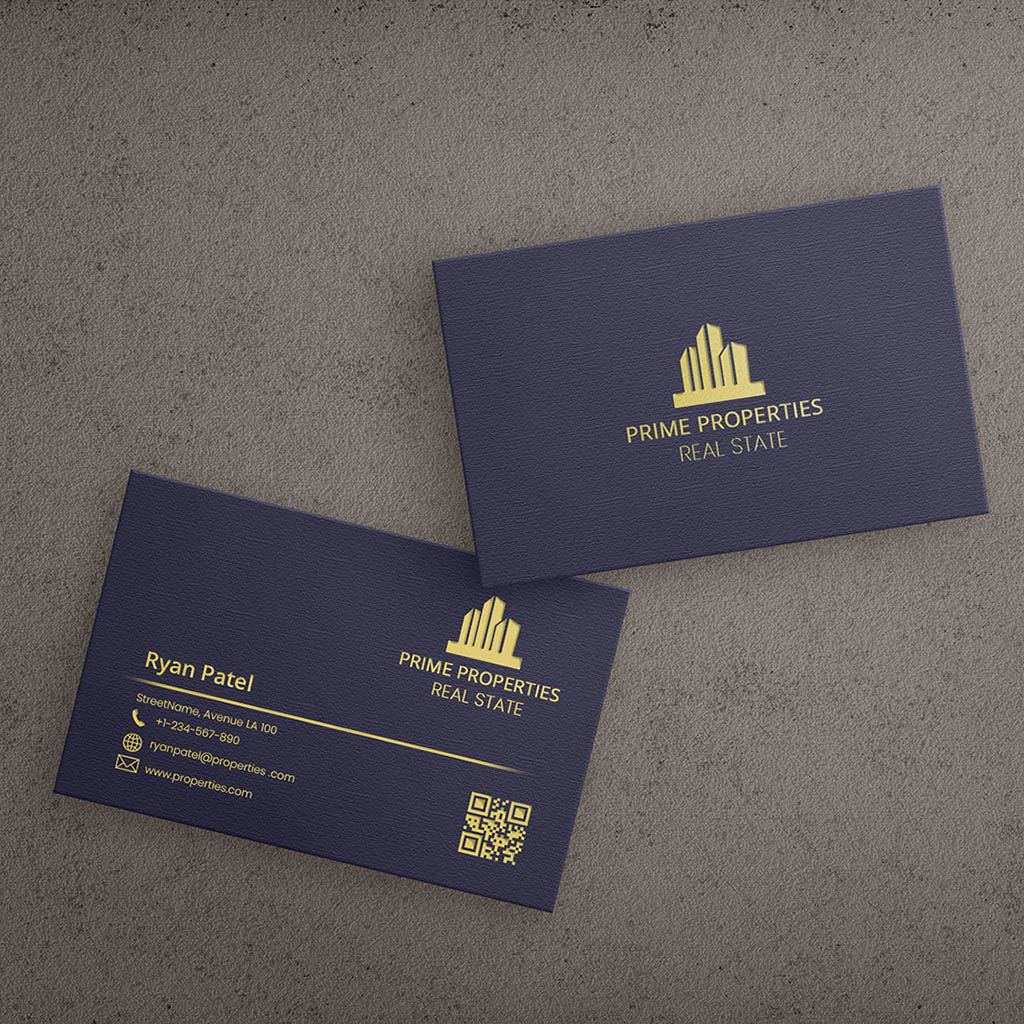 PRIME PROPERTIES
REAL STATE
PRIME PROPERTIES
REAL STATE
Ryan Patel
StreetName, Avenue LA 100
+1-234-567-890
ryanpatel@properties .com
www.properties.com